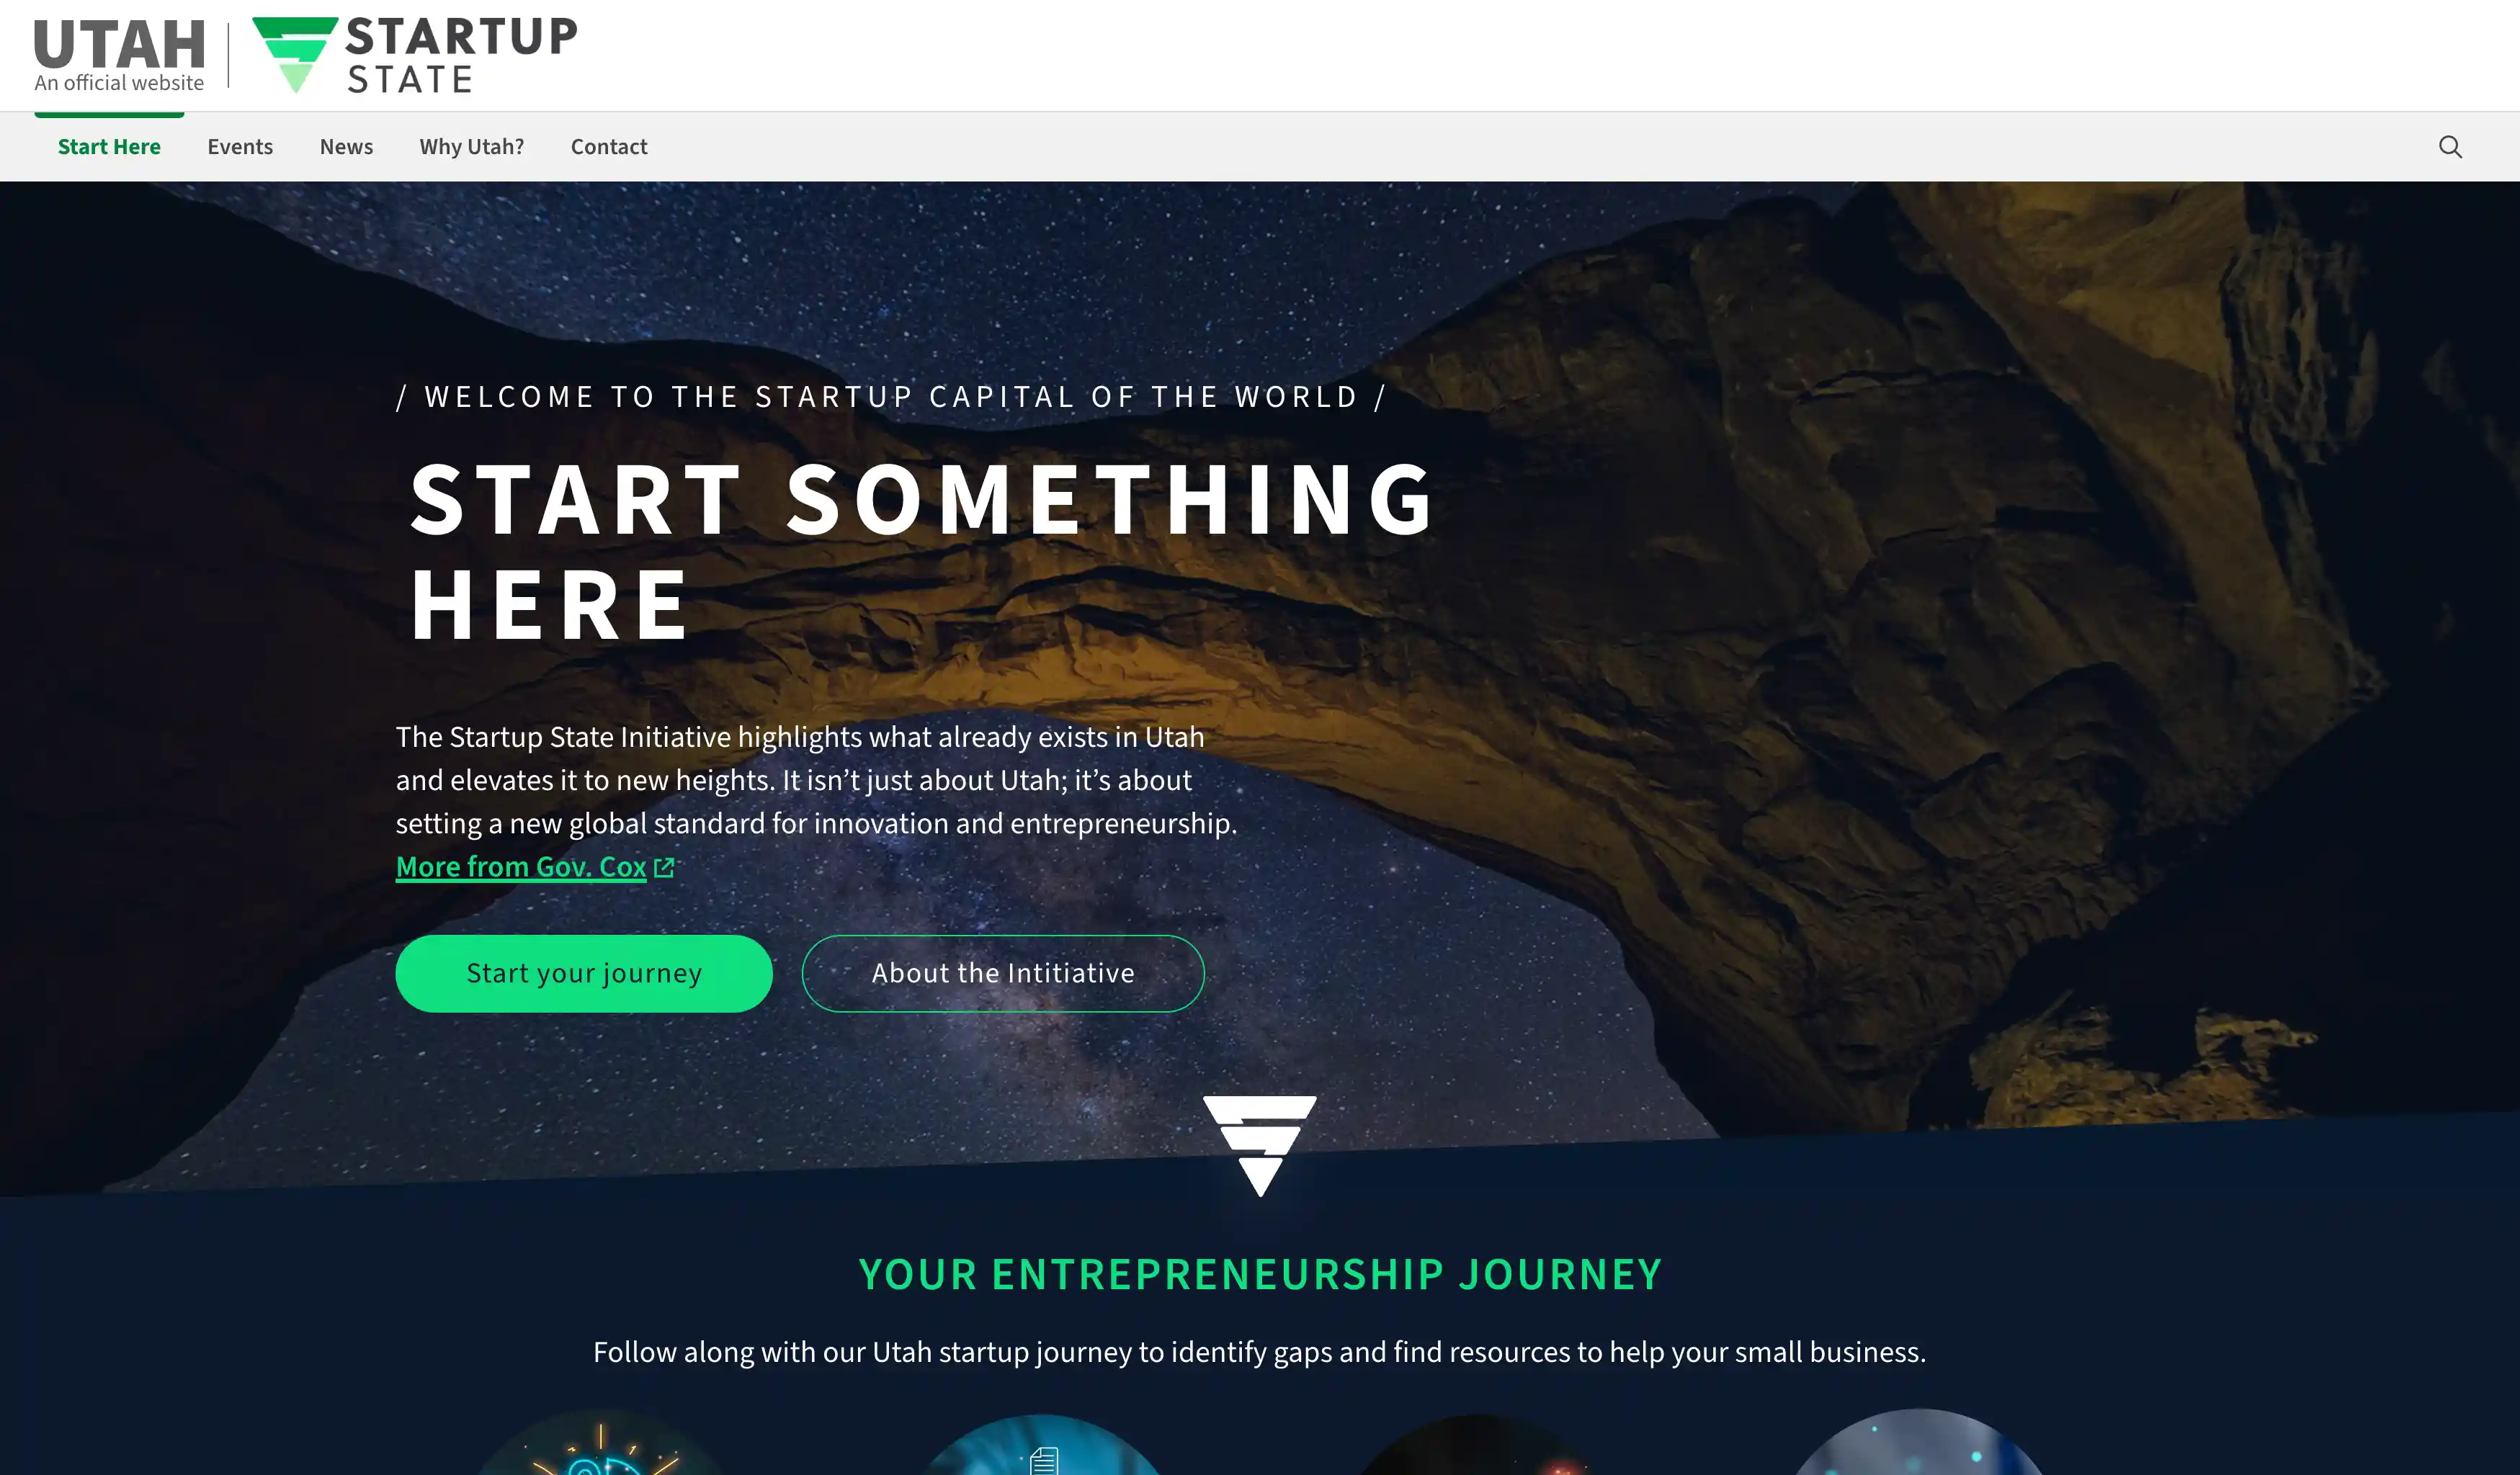 UTAH
An official website
STARTUP
STATE
Start Here
Events
News
Why Utah?
Contact
/ WELCOME TO THE STARTUP CAPITAL OF THE WORLD /
START SOMETHING
HERE
The Startup State Initiative highlights what already exists in Utah
and elevates it to new heights. It isn’t just about Utah; it’s about
setting a new global standard for innovation and entrepreneurship.
More from Gov. Cox
Start your journey
About the Intitiative
YOUR ENTREPRENEURSHIP JOURNEY
Follow along with our Utah startup journey to identify gaps and find resources to help your small business.